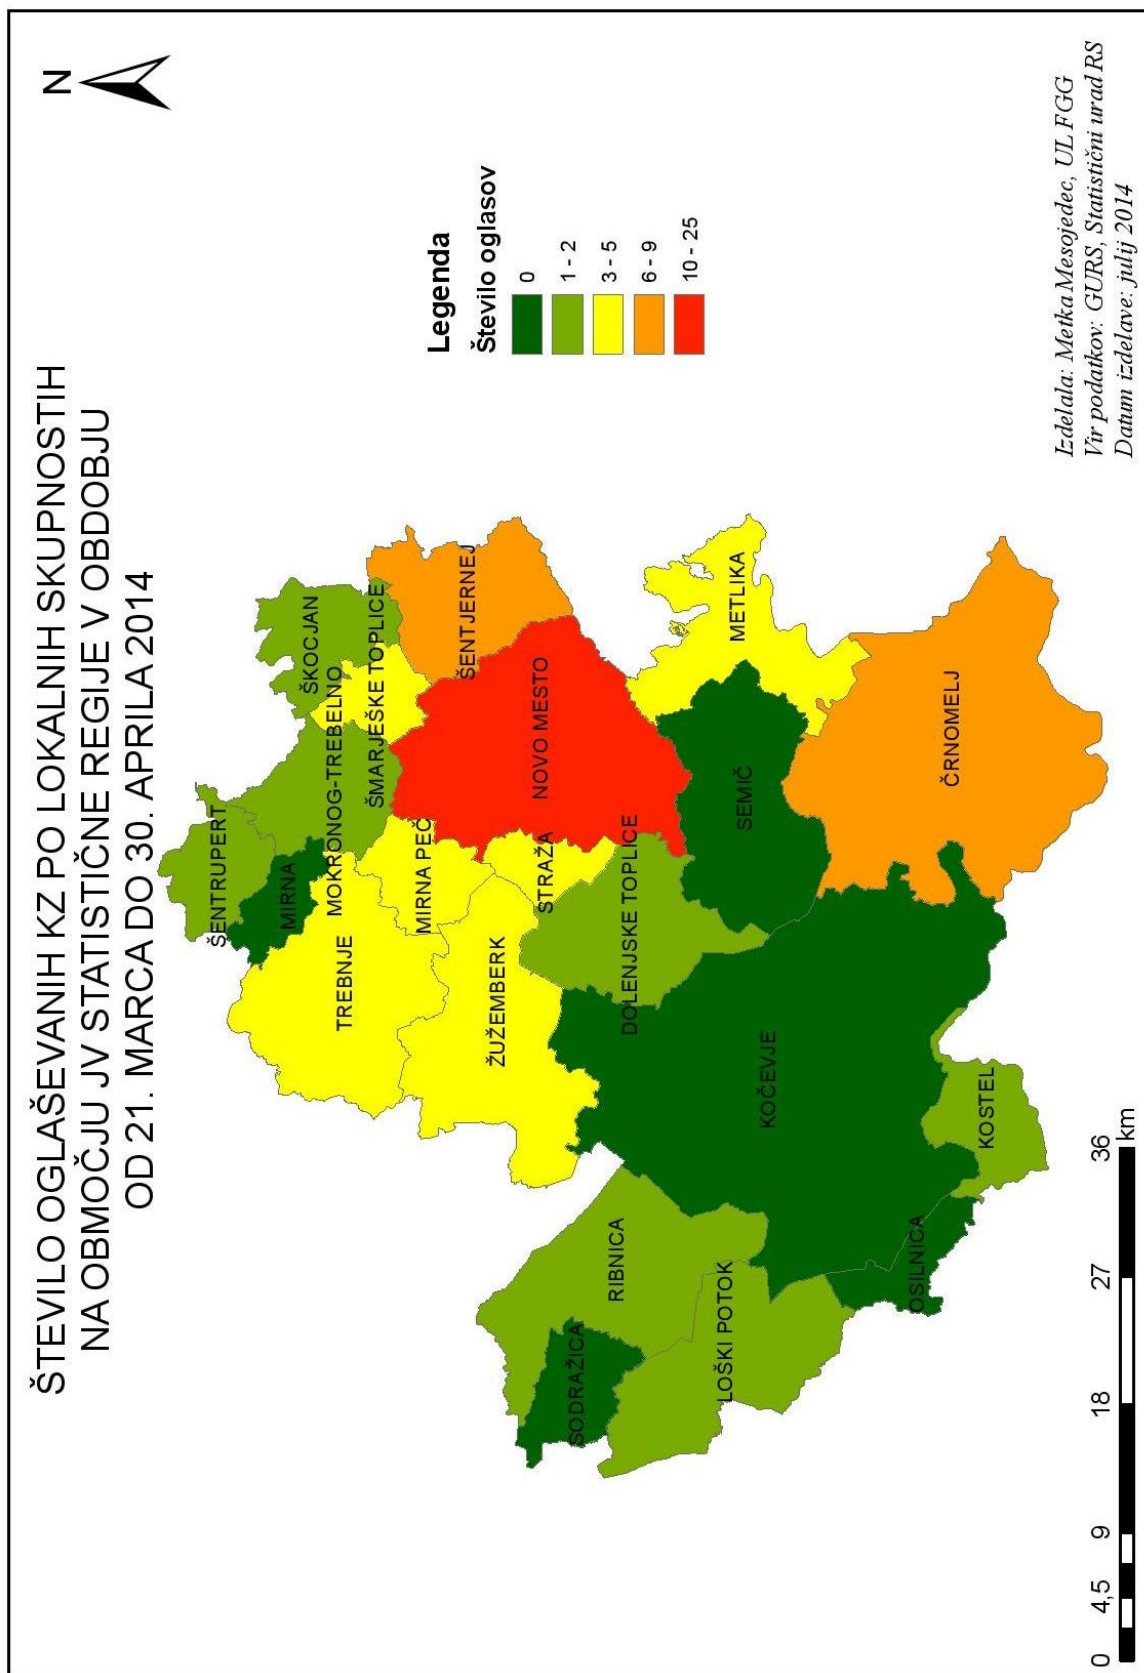 ŠTEVILO OGLAŠEVANIH KZ PO LOKALNIH SKUPNOSTIH
NA OBMOČJU JV STATISTIČNE REGIJE V OBDOBJU
OD 21. MARCA DO 30. APRILA 2014
N
ŠENTRUPERT
MIRNA
ŠKOCJAN
MOKRONOG-TREBELNO
TREBNJE
ŠMARJEŠKE TOPLICE
MIRNA PEČ
ŠENTJERNEJ
ŽUŽEMBERK
STRAŽA
NOVO MESTO
SODRAŽICA
RIBNICA
DOLENJSKE TOPLICE
LOŠKI POTOK
METLIKA
SEMIČ
KOČEVJE
OSILNICA
ČRNOMELJ
KOSTEL
Legenda
Število oglasov
0
1 - 2
3 - 5
6 - 9
10 - 25
0 4,5 9 18 27 36
km
Izdelala: Metka Mesojedec, UL FGG
Vir podatkov: GURS, Statistični urad RS
Datum izdelave: julij 2014